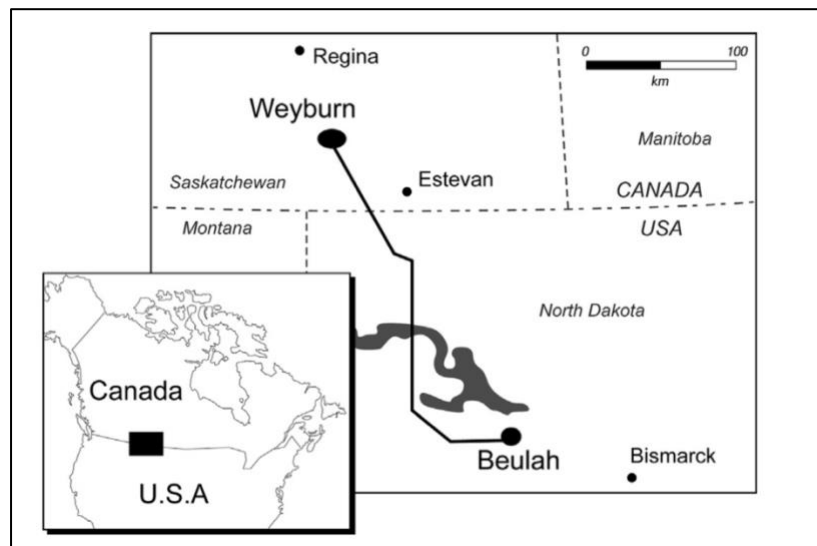 Regina
0 100
km
Weyburn
Manitoba
Saskatchewan
Estevan
CANADA
Montana
USA
North Dakota
Canada
U.S.A
Beulah
Bismarck